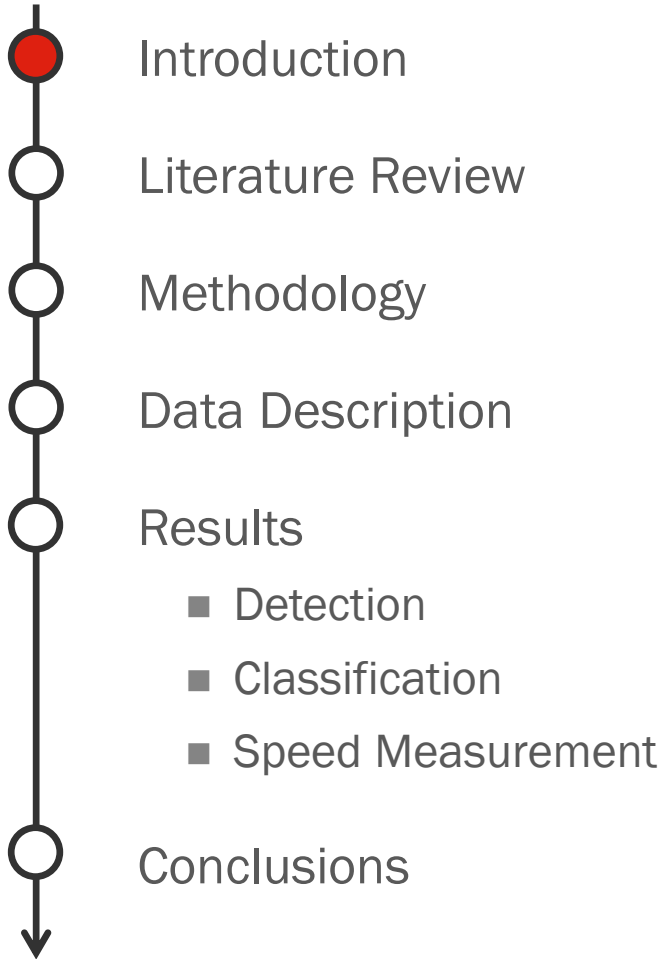 Introduction
Literature Review
Methodology
Data Description
Results
Detection
Classification
Speed Measurement
Conclusions